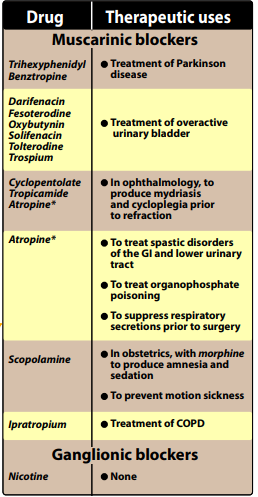 Drug Therapeutic uses
Muscarinic blockers
Trihexyphenidyl
Benztropine
● Treatment of Parkinson
disease
Darifenacin
Fesoterodine
Oxybutynin
Solifenacin
Tolterodine
Trospium
● Treatment of overactive
urinary bladder
Cyclopentolate
Tropicamide
Atropine*
● In ophthalmology, to
produce mydriasis
and cycloplegia prior
to refraction
Atropine*
● To treat spastic disorders
of the GI and lower urinary
tract
● To treat organophosphate
poisoning
● To suppress respiratory
secretions prior to surgery
Scopolamine
● In obstetrics, with morphine
to produce amnesia and
sedation
● To prevent motion sickness
Ipratropium
● Treatment of COPD
Ganglionic blockers
Nicotine
● None